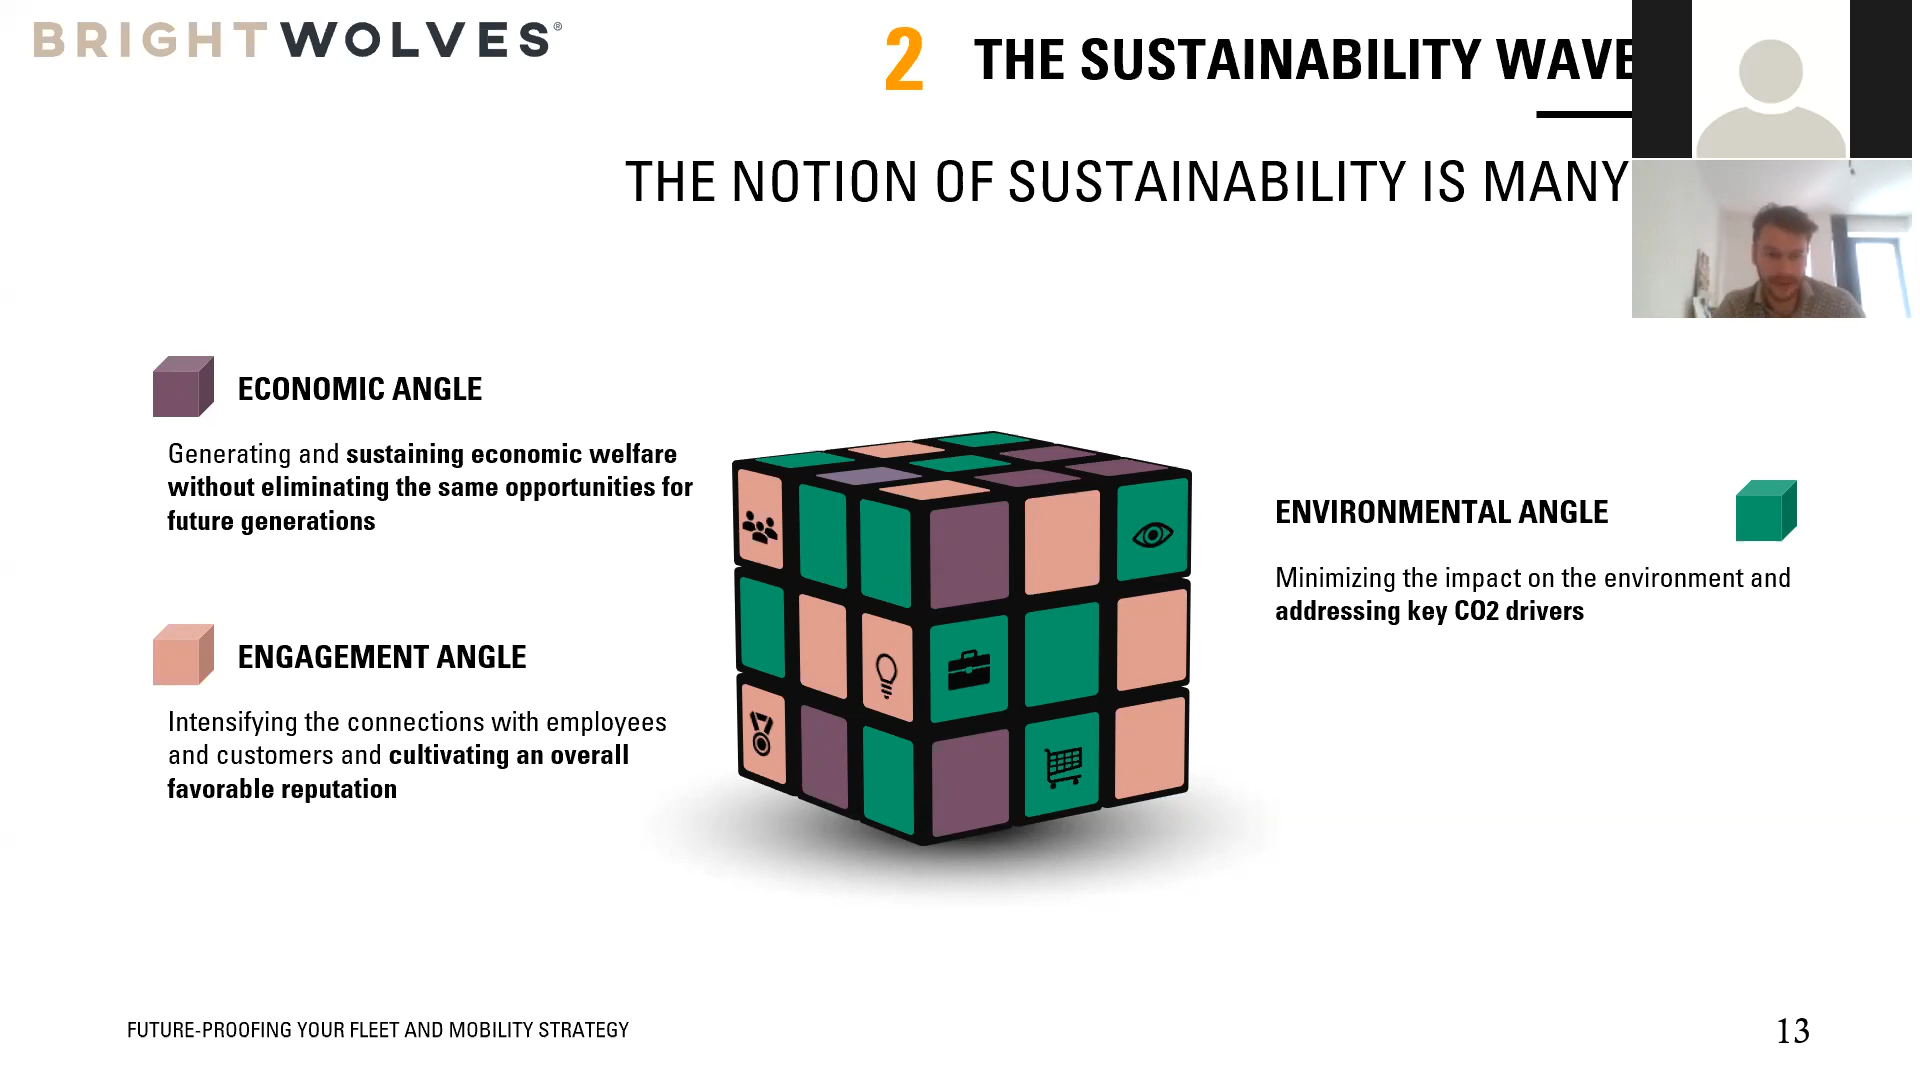 BRIGHTWOLVES®
2 THE SUSTAINABILITY WAVE
THE NOTION OF SUSTAINABILITY IS MANY
ECONOMIC ANGLE
Generating and sustaining economic welfare
without eliminating the same opportunities for
future generations
ENGAGEMENT ANGLE
Intensifying the connections with employees
and customers and cultivating an overall
favorable reputation
ENVIRONMENTAL ANGLE
Minimizing the impact on the environment and
addressing key CO2 drivers
FUTURE-PROOFING YOUR FLEET AND MOBILITY STRATEGY
13